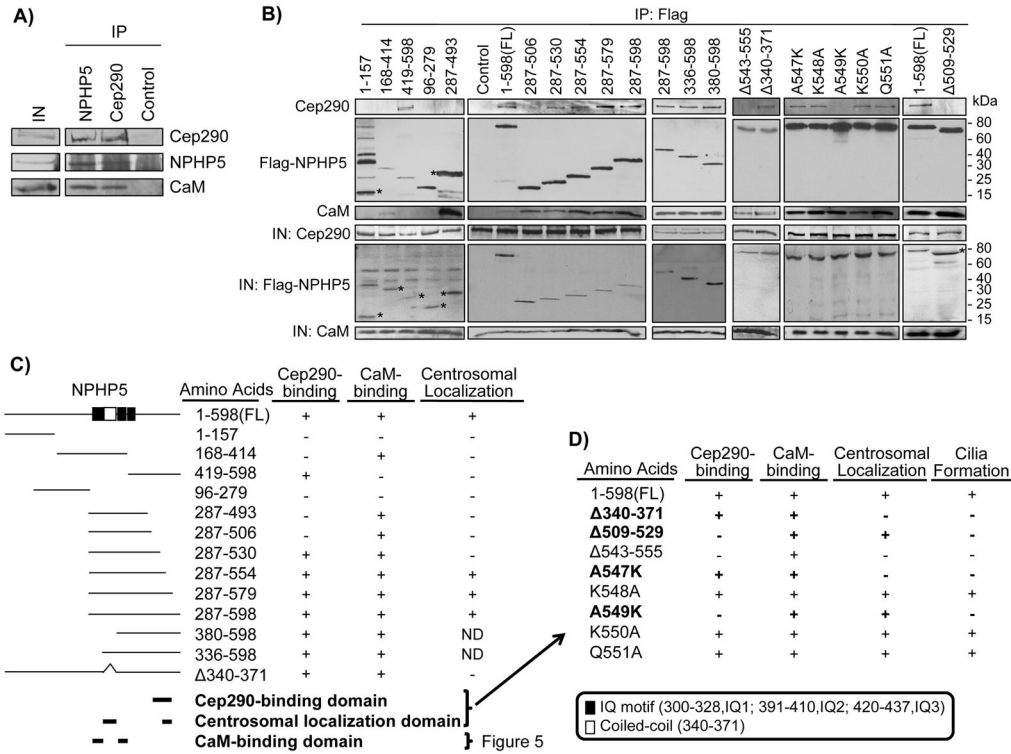 A)
IP
IN
NPHP5
Cep290
Control
Cep290
NPHP5
CaM
B)
IP: Flag
1-157
168-414
419-598
96-279
287-493
Control
1-598(FL)
287-506
287-530
287-554
287-579
287-598
287-598
336-598
380-598
Δ543-555
Δ340-371
A547K
K548A
A549K
K550A
Q551A
1-598(FL)
Δ509-529
kDa
Cep290
Flag-NPHP5
CaM
IN: Cep290
IN: Flag-NPHP5
IN: CaM
80
60
40
30
25
15
80
60
40
30
25
15
*
*
*
*
*
*
*
*
C)
NPHP5 Amino Acids Cep290-binding CaM-binding Centrosomal Localization
1-598(FL) + + +
1-157 - - -
168-414 - + -
419-598 + - -
96-279 - - -
287-493 - + -
287-506 - + -
287-530 + + -
287-554 + + +
287-579 + + +
287-598 + + +
380-598 + + ND
336-598 + + ND
Δ340-371 + + -
Cep290-binding domain
Centrosomal localization domain
CaM-binding domain } Figure 5
D)
Amino Acids Cep290-binding CaM-binding Centrosomal Localization Cilia Formation
1-598(FL) + + + +
Δ340-371 + + - -
Δ509-529 - + + -
Δ543-555 - + - -
A547K + + - -
K548A + + + +
A549K - + + -
K550A + + + +
Q551A + + + +
IQ motif (300-328,IQ1; 391-410,IQ2; 420-437,IQ3)
Coiled-coil (340-371)